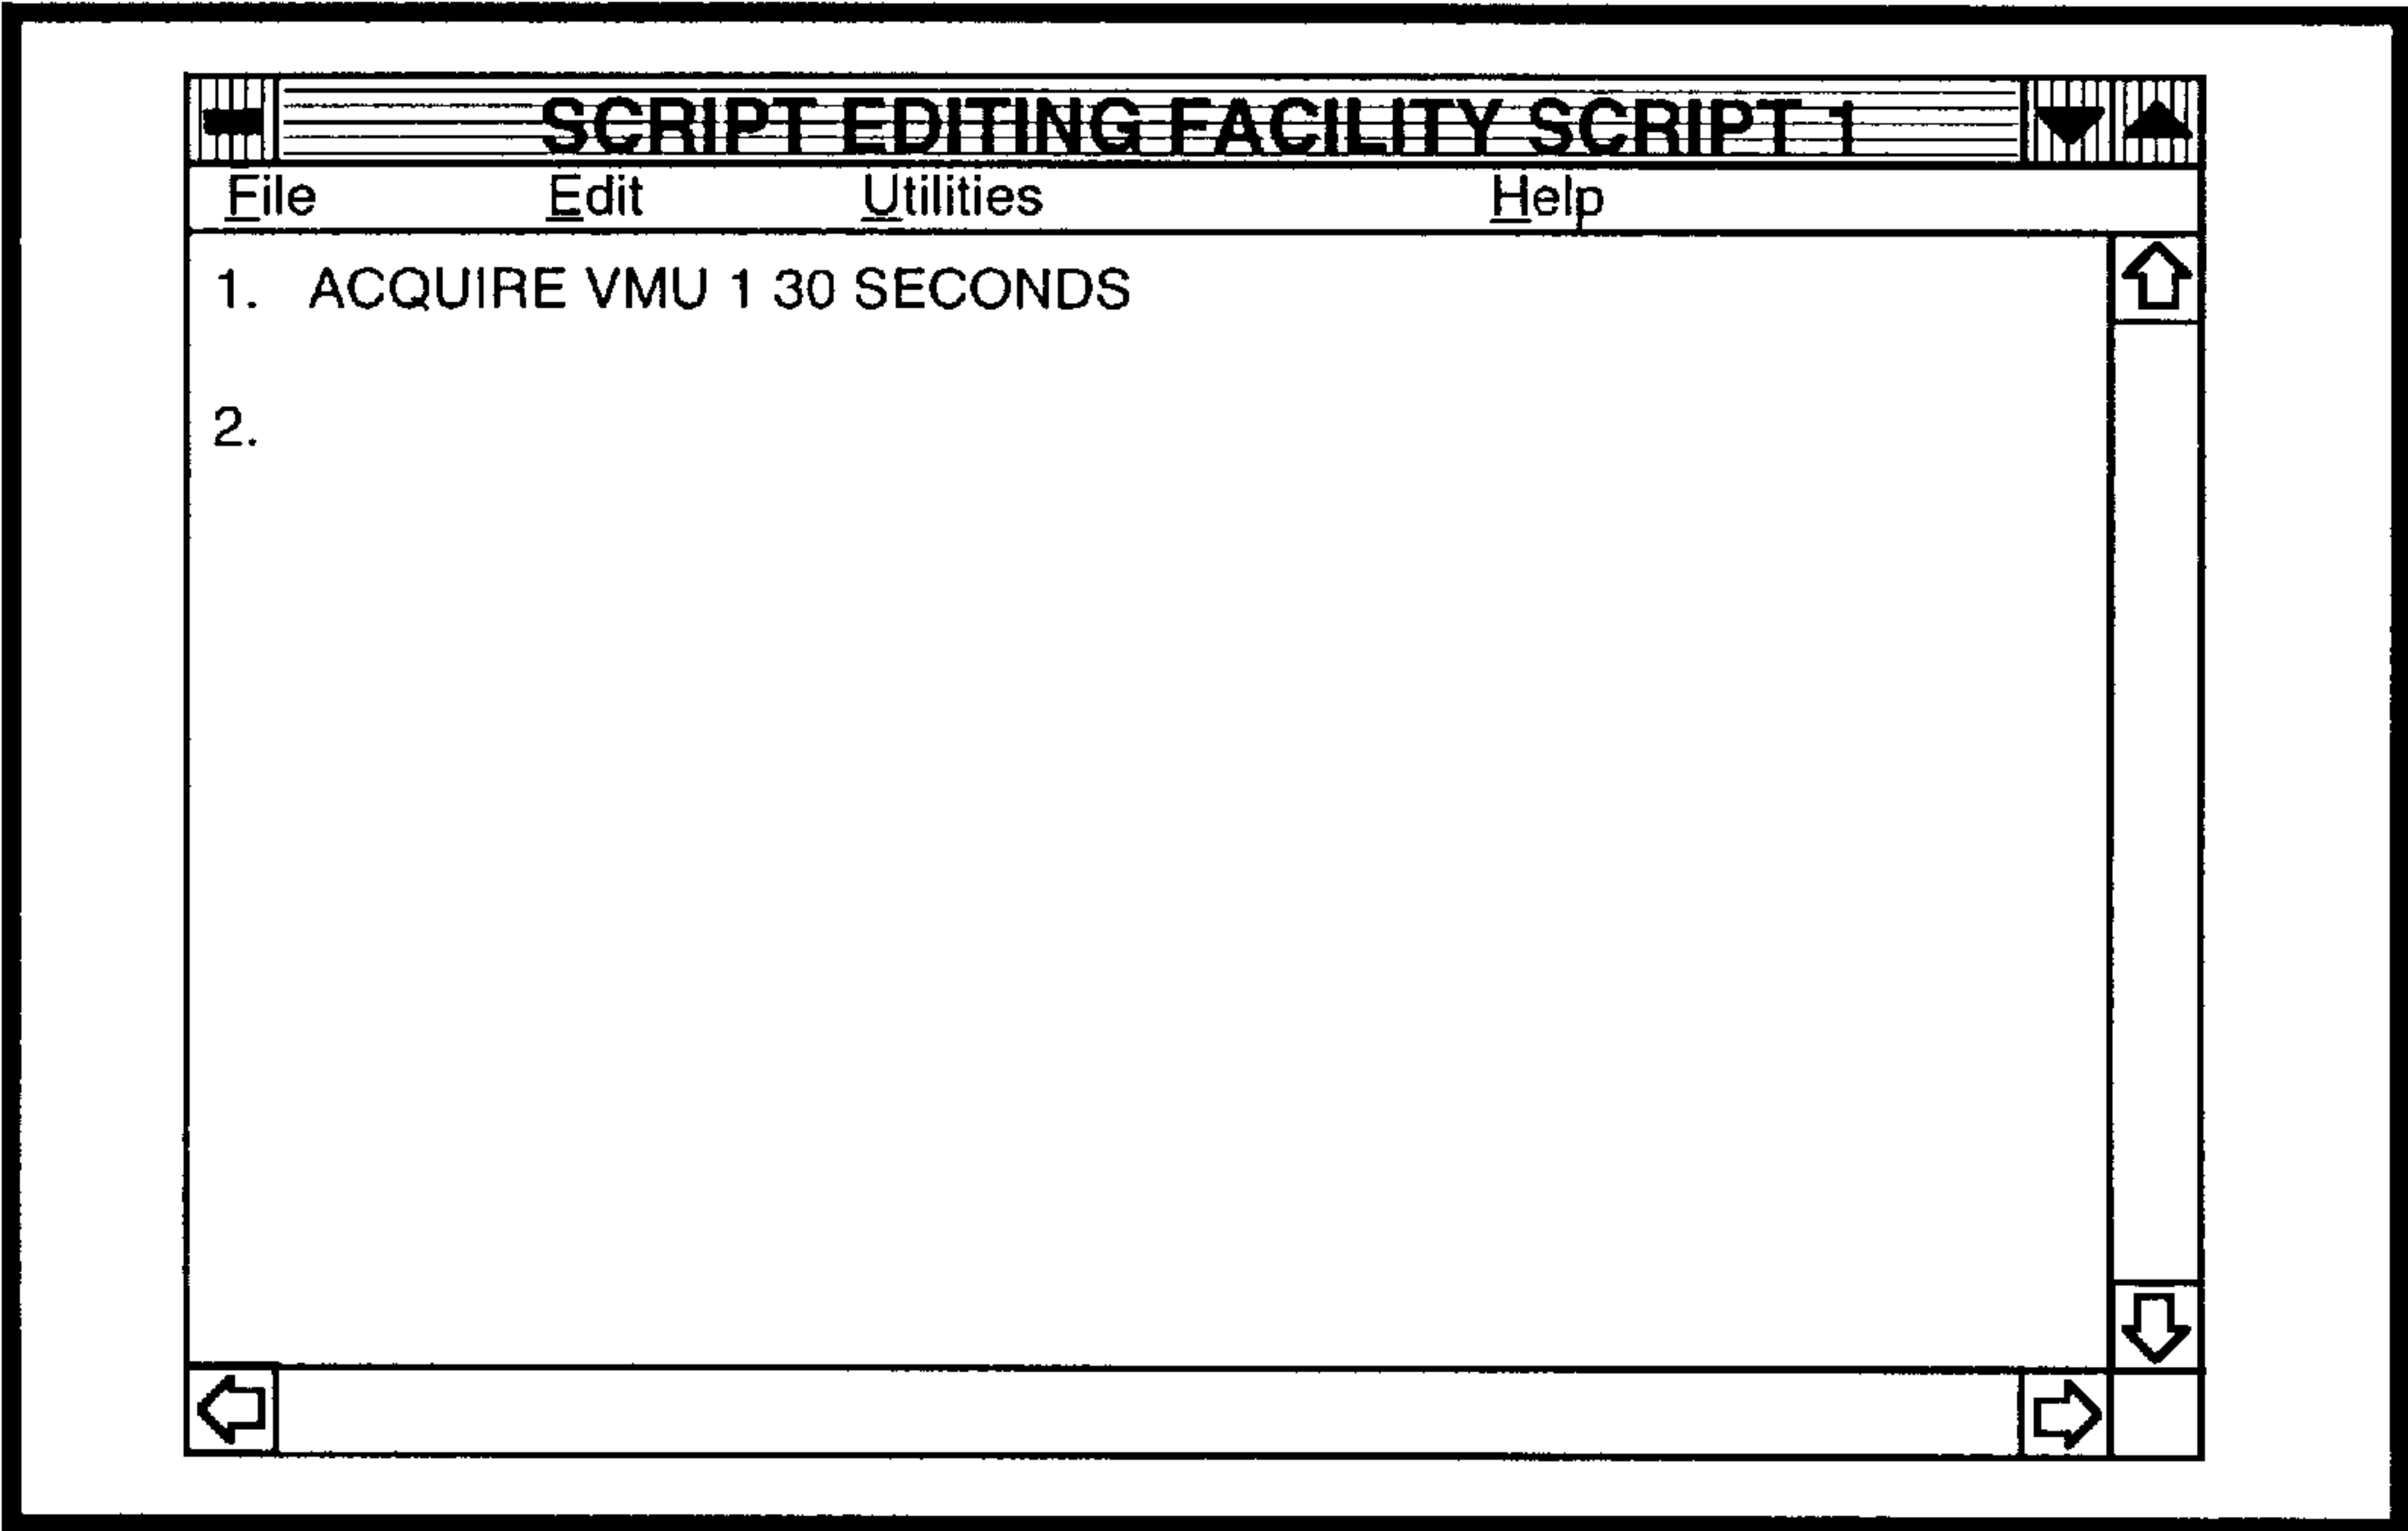 SCRIPT EDITING FACILITY SCRIPT 1
File Edit Utilities Help
1. ACQUIRE VMU 1 30 SECONDS
2.